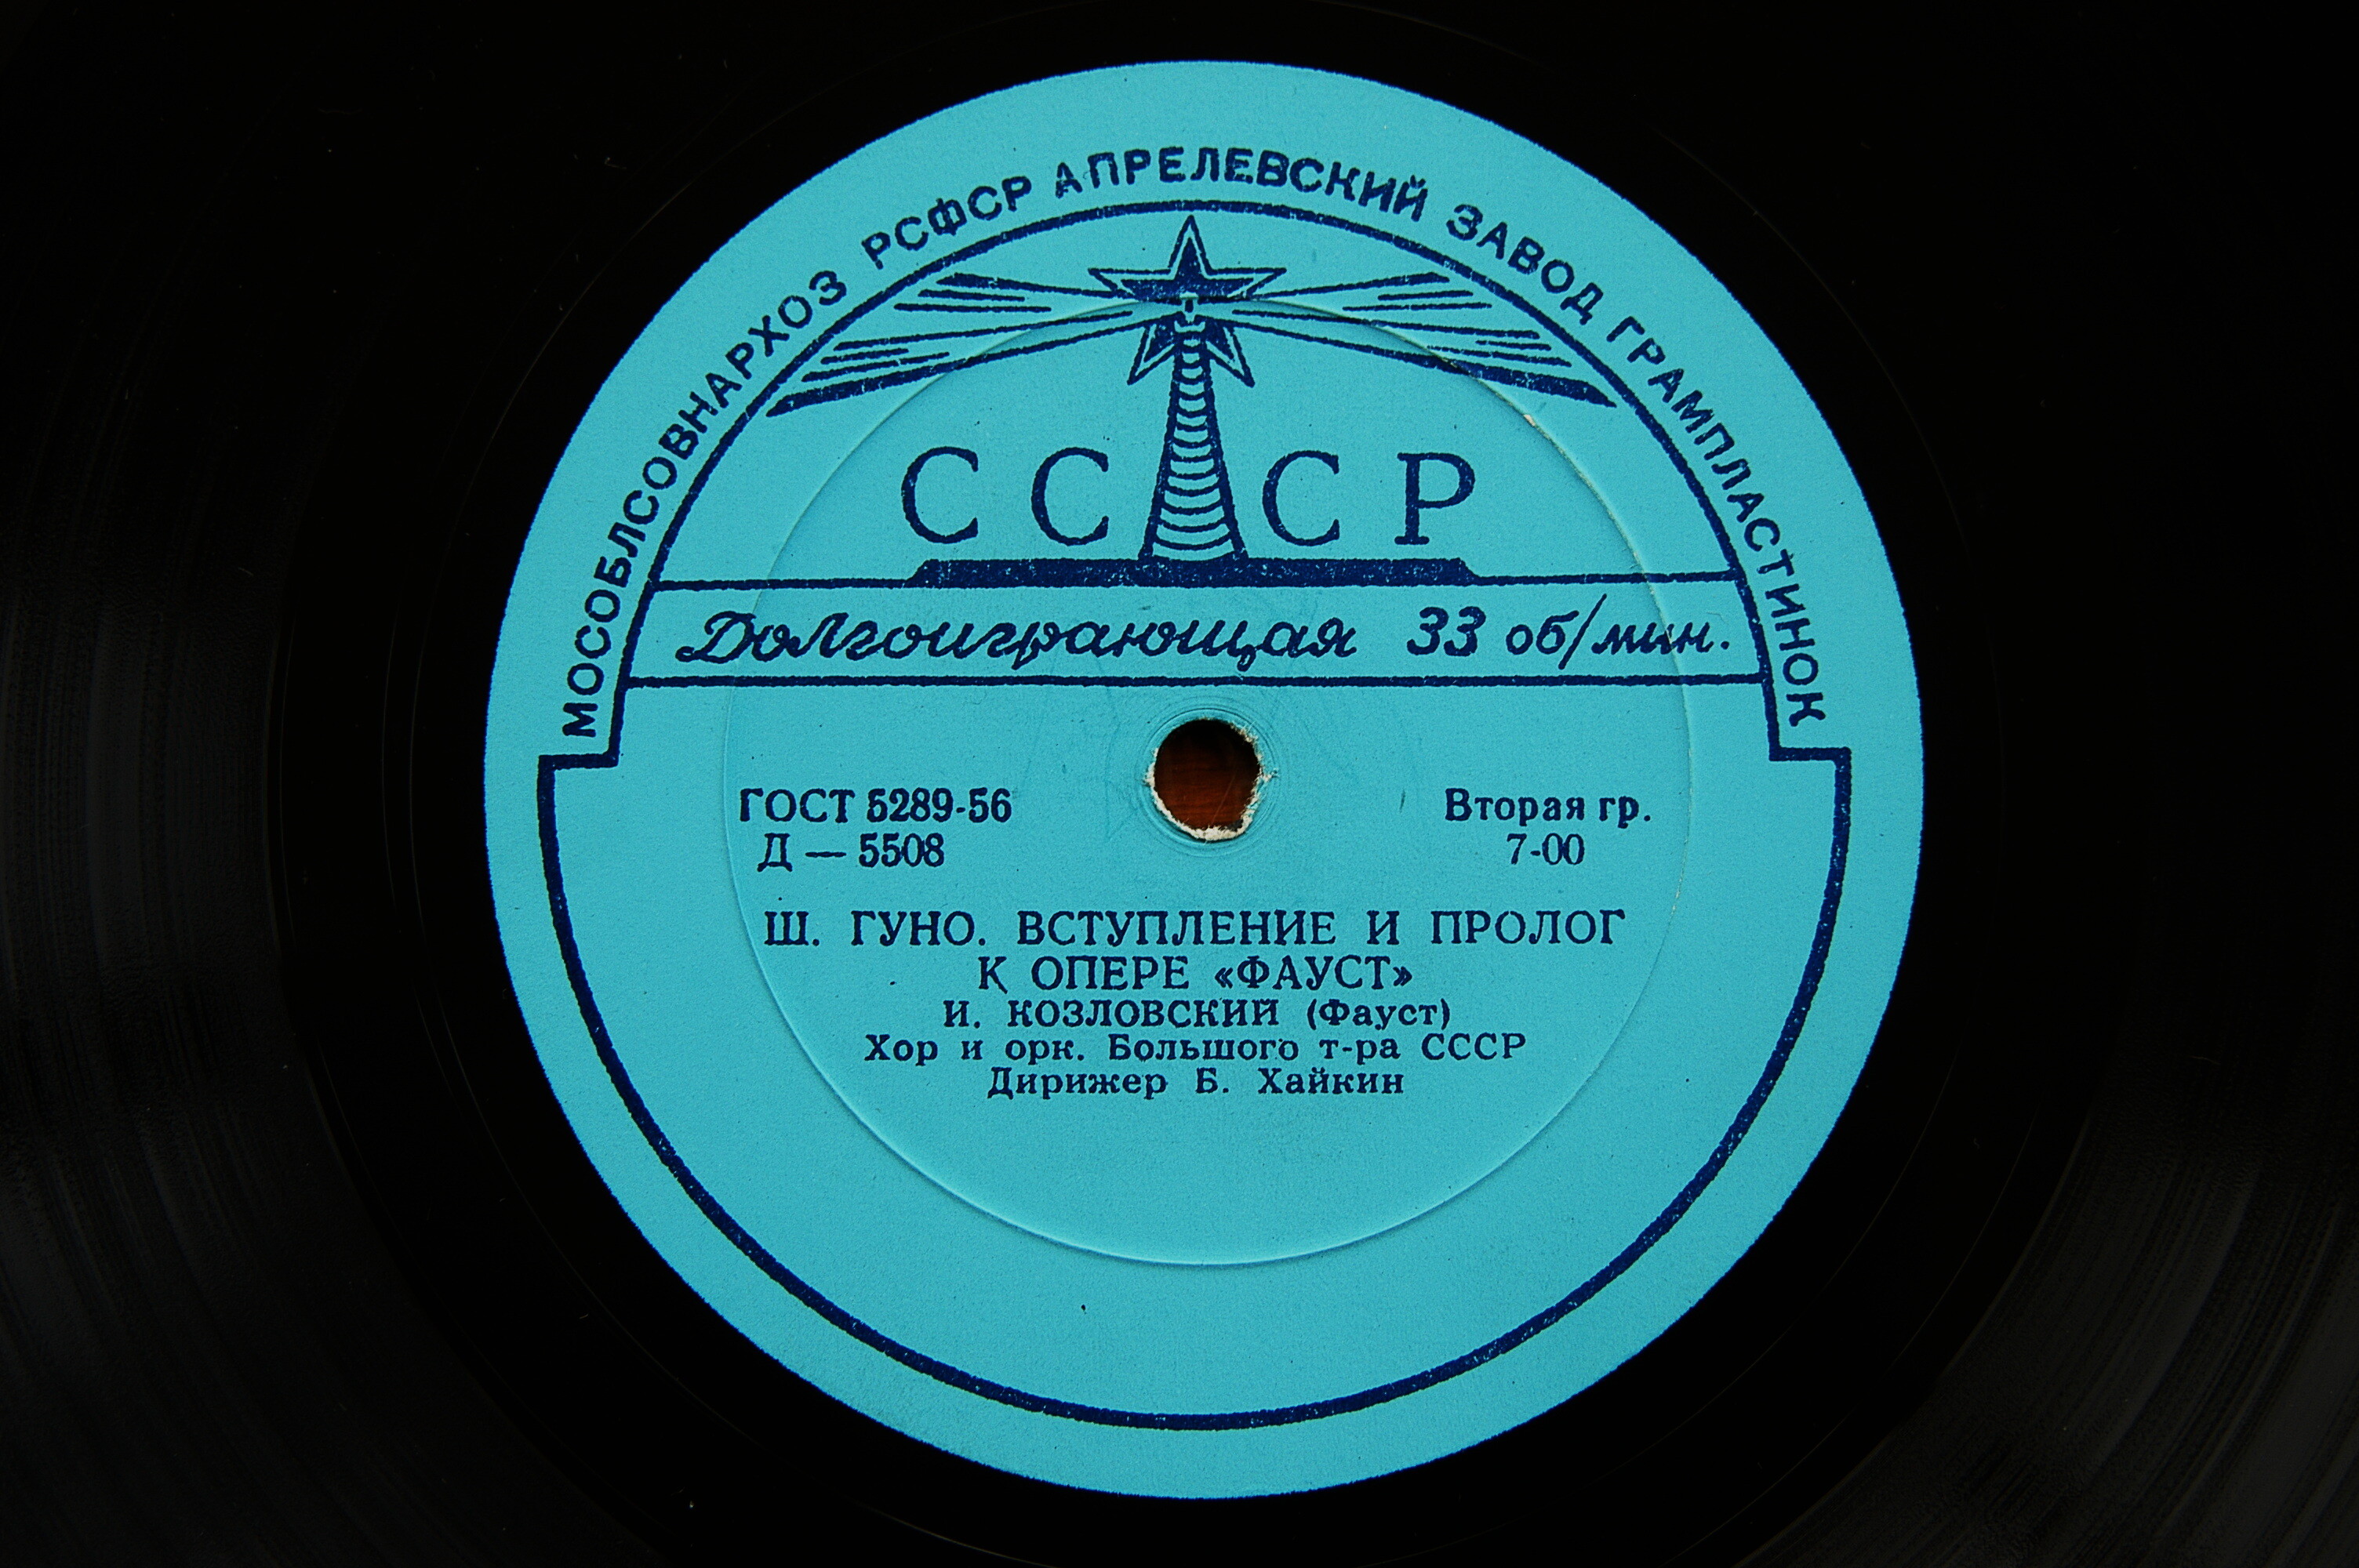 МОСОБЛСОВНАРХОЗ РСФСР АПРЕЛЕВСКИЙ ЗАВОД ГРАМПЛАСТИНОК
СССР
Долгоиграющая 33 об/мин.
ГОСТ 5289-56
Д — 5508
Вторая гр.
7-00
Ш. ГУНО. ВСТУПЛЕНИЕ И ПРОЛОГ
К ОПЕРЕ «ФАУСТ»
И. КОЗЛОВСКИЙ (Фауст)
Хор и орк. Большого т-ра СССР
Дирижер Б. Хайкин